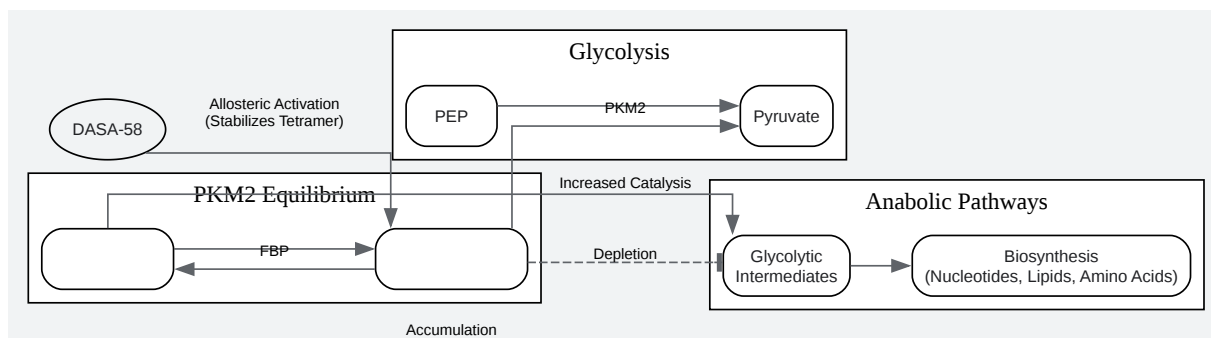 Glycolysis
Allosteric Activation
(Stabilizes Tetramer)
DASA-58
PEP
PKM2
Pyruvate
PKM2 Equilibrium
Increased Catalysis
Anabolic Pathways
FBP
Depletion
Glycolytic
Intermediates
Biosynthesis
(Nucleotides, Lipids, Amino Acids)
Accumulation